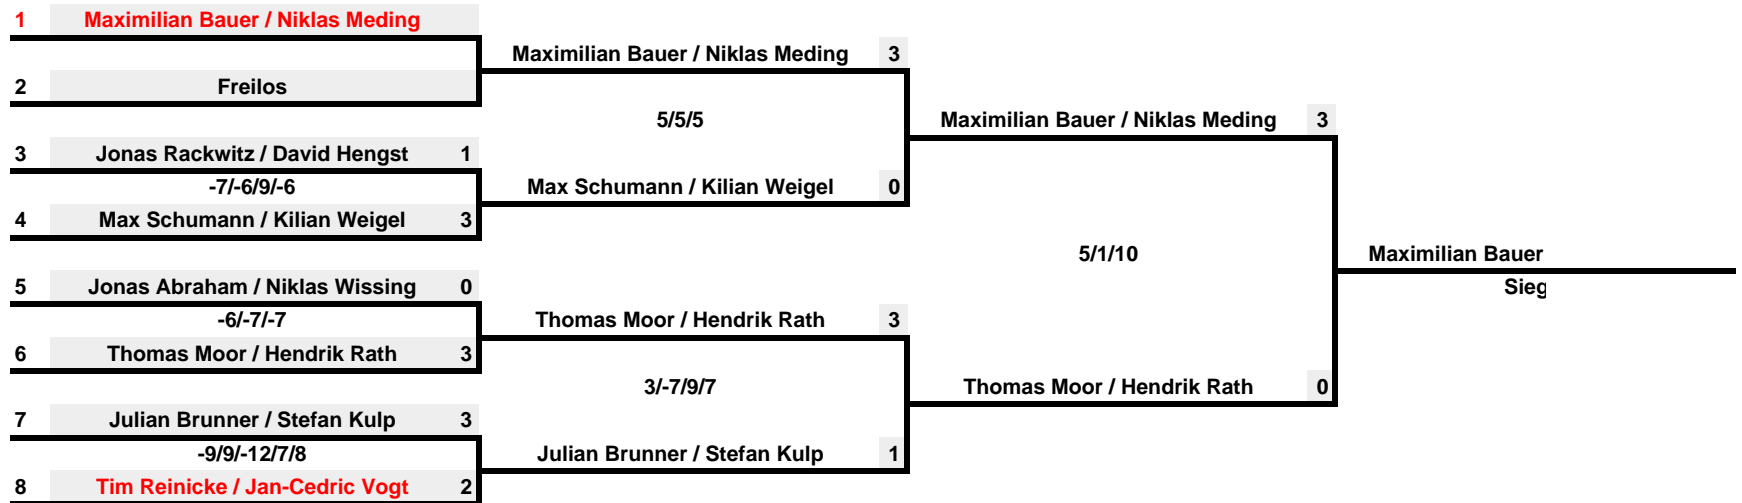 1 Maximilian Bauer / Niklas Meding
Maximilian Bauer / Niklas Meding 3
2 Freilos
5/5/5 Maximilian Bauer / Niklas Meding 3
3 Jonas Rackwitz / David Hengst 1
-7/-6/9/-6 Max Schumann / Kilian Weigel 0
4 Max Schumann / Kilian Weigel 3
5/1/10 Maximilian Bauer
5 Jonas Abraham / Niklas Wissing 0 Sieg
-6/-7/-7 Thomas Moor / Hendrik Rath 3
6 Thomas Moor / Hendrik Rath 3
3/-7/9/7 Thomas Moor / Hendrik Rath 0
7 Julian Brunner / Stefan Kulp 3
-9/9/-12/7/8 Julian Brunner / Stefan Kulp 1
8 Tim Reinicke / Jan-Cedric Vogt 2